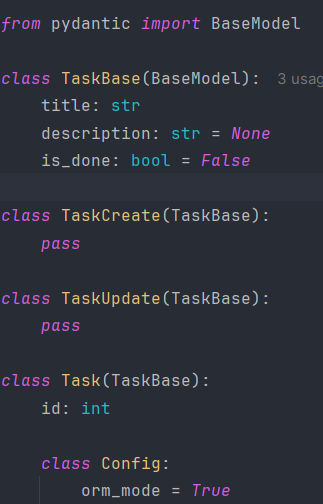 from pydantic import BaseModel
class TaskBase(BaseModel): 3 usag
title: str
description: str = None
is_done: bool = False
class TaskCreate(TaskBase):
pass
class TaskUpdate(TaskBase):
pass
class Task(TaskBase):
id: int
class Config:
orm_mode = True